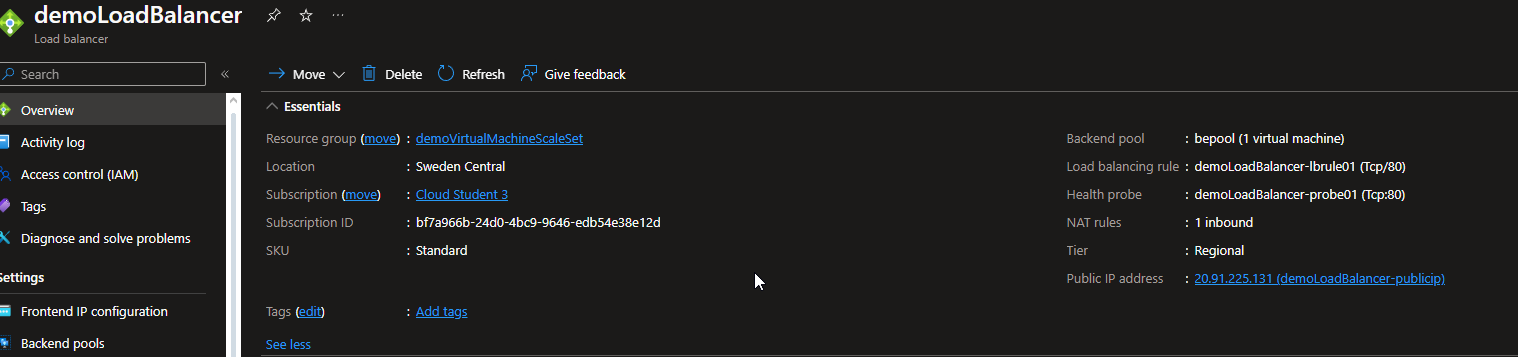 demoLoadBalancer
Load balancer
Search
«
Move
Delete
Refresh
Give feedback
Overview
Activity log
Access control (IAM)
Tags
Diagnose and solve problems
Settings
Frontend IP configuration
Backend pools
Essentials
Resource group (move) : demoVirtualMachineScaleSet
Location : Sweden Central
Subscription (move) : Cloud Student 3
Subscription ID : bf7a966b-24d0-4bc9-9646-edb54e38e12d
SKU : Standard
Backend pool : bepool (1 virtual machine)
Load balancing rule : demoLoadBalancer-lbrule01 (Tcp/80)
Health probe : demoLoadBalancer-probe01 (Tcp:80)
NAT rules : 1 inbound
Tier : Regional
Public IP address : 20.91.225.131 (demoLoadBalancer-publicip)
Tags (edit) : Add tags
See less